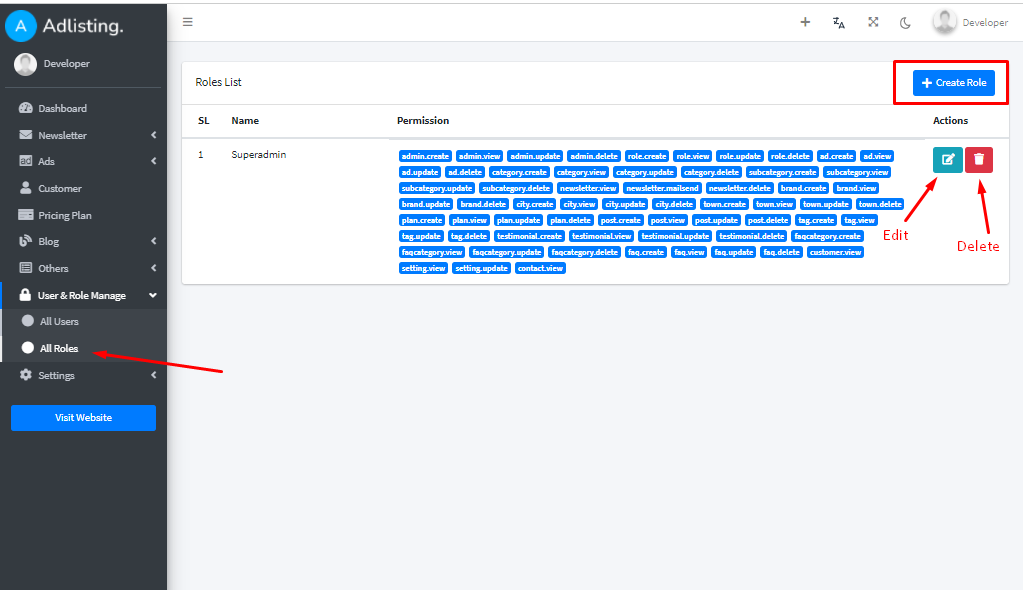 A Adlisting.
Developer
Developer
Dashboard
Newsletter
Ads
Customer
Pricing Plan
Blog
Others
User & Role Manage
All Users
All Roles
Settings
Visit Website
Roles List
Create Role
SL Name Permission Actions
1 Superadmin
admin.create admin.view admin.update admin.delete role.create role.view role.update role.delete ad.create ad.view
ad.update ad.delete category.create category.view category.update category.delete subcategory.create subcategory.view
subcategory.update subcategory.delete newsletter.view newsletter.mailsend newsletter.delete brand.create brand.view
brand.update brand.delete city.create city.view city.update city.delete town.create town.view town.update town.delete
plan.create plan.view plan.update plan.delete post.create post.view post.update post.delete tag.create tag.view
tag.update tag.delete testimonial.create testimonial.view testimonial.update testimonial.delete faqcategory.create
faqcategory.view faqcategory.update faqcategory.delete faq.create faq.view faq.update faq.delete customer.view
setting.view setting.update contact.view
Edit
Delete